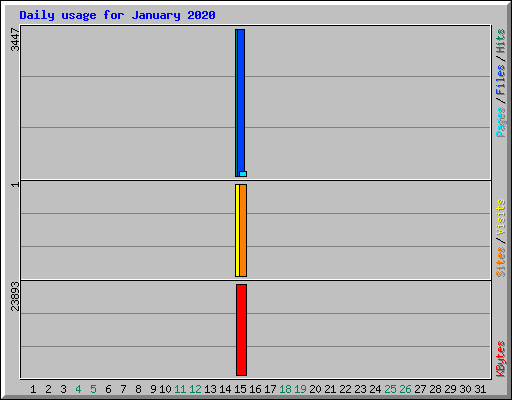 Daily usage for January 2020
3447
Pages / Files / Hits
1
Sites / Visits
23893
KBytes
1 2 3 4 5 6 7 8 9 10 11 12 13 14 15 16 17 18 19 20 21 22 23 24 25 26 27 28 29 30 31